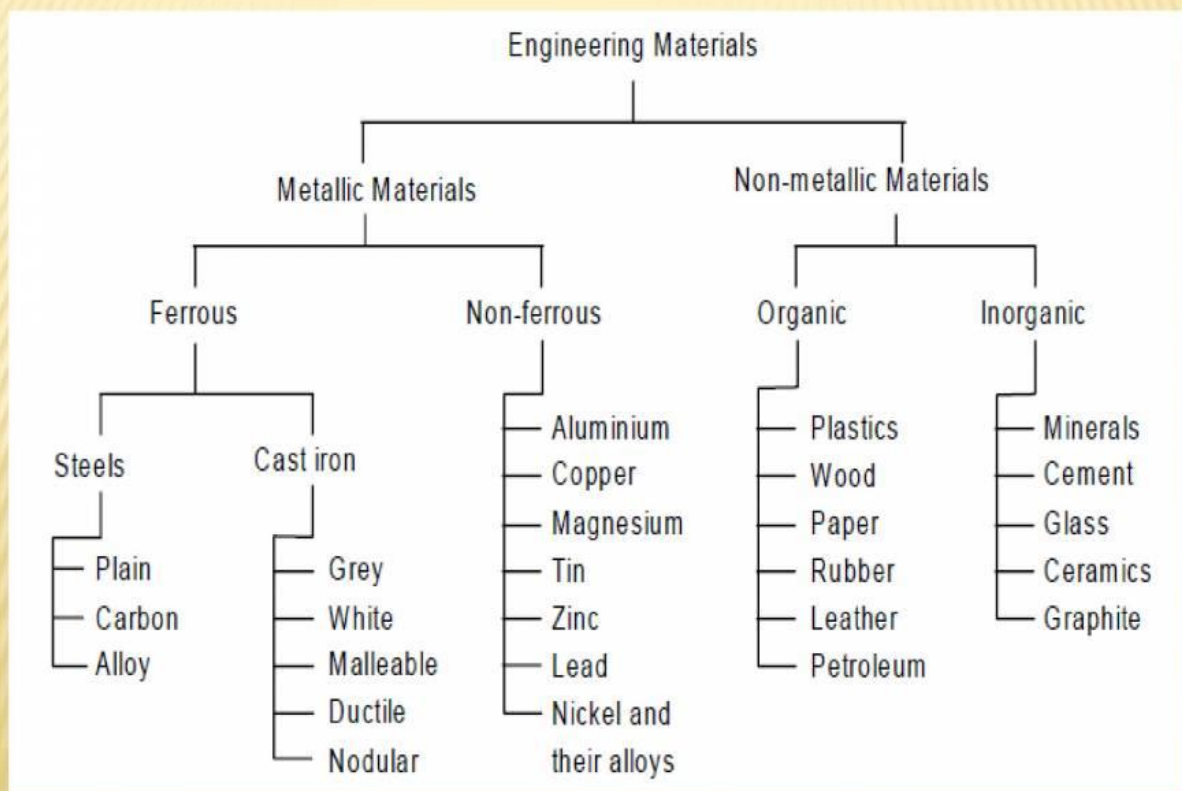 Engineering Materials
Metallic Materials
Non-metallic Materials
Ferrous
Non-ferrous
Organic
Inorganic
Steels
Cast iron
Plain
Carbon
Alloy
Grey
White
Malleable
Ductile
Nodular
Aluminium
Copper
Magnesium
Tin
Zinc
Lead
Nickel and
their alloys
Plastics
Wood
Paper
Rubber
Leather
Petroleum
Minerals
Cement
Glass
Ceramics
Graphite